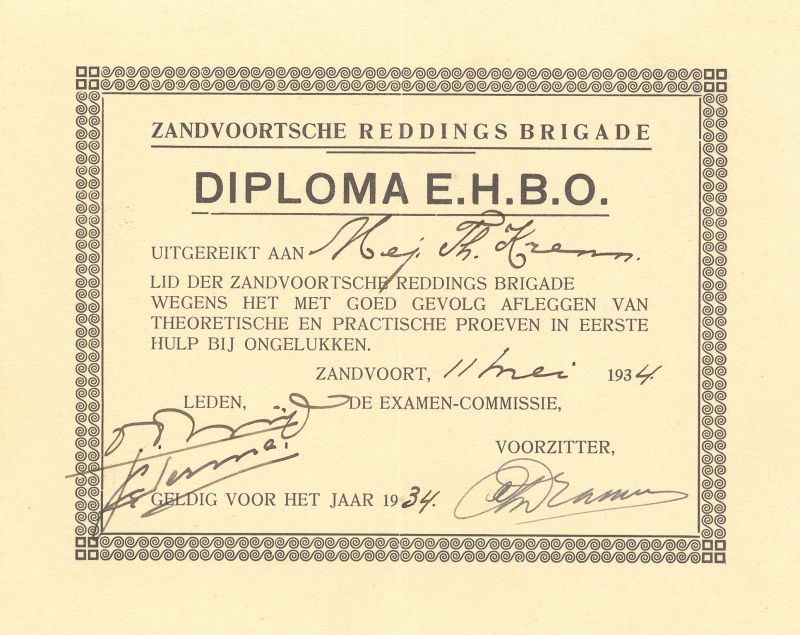 ZANDVOORTSCHE REDDINGS BRIGADE
DIPLOMA E.H.B.O.
UITGEREIKT AAN Mej. Th. Kremn.
LID DER ZANDVOORTSCHE REDDINGS BRIGADE
WEGENS HET MET GOED GEVOLG AFLEGGEN VAN
THEORETISCHE EN PRACTISCHE PROEVEN IN EERSTE
HULP BIJ ONGELUKKEN.
ZANDVOORT, 11 Mei 1934.
LEDEN, DE EXAMEN-COMMISSIE,
VOORZITTER,
GELDIG VOOR HET JAAR 1934.